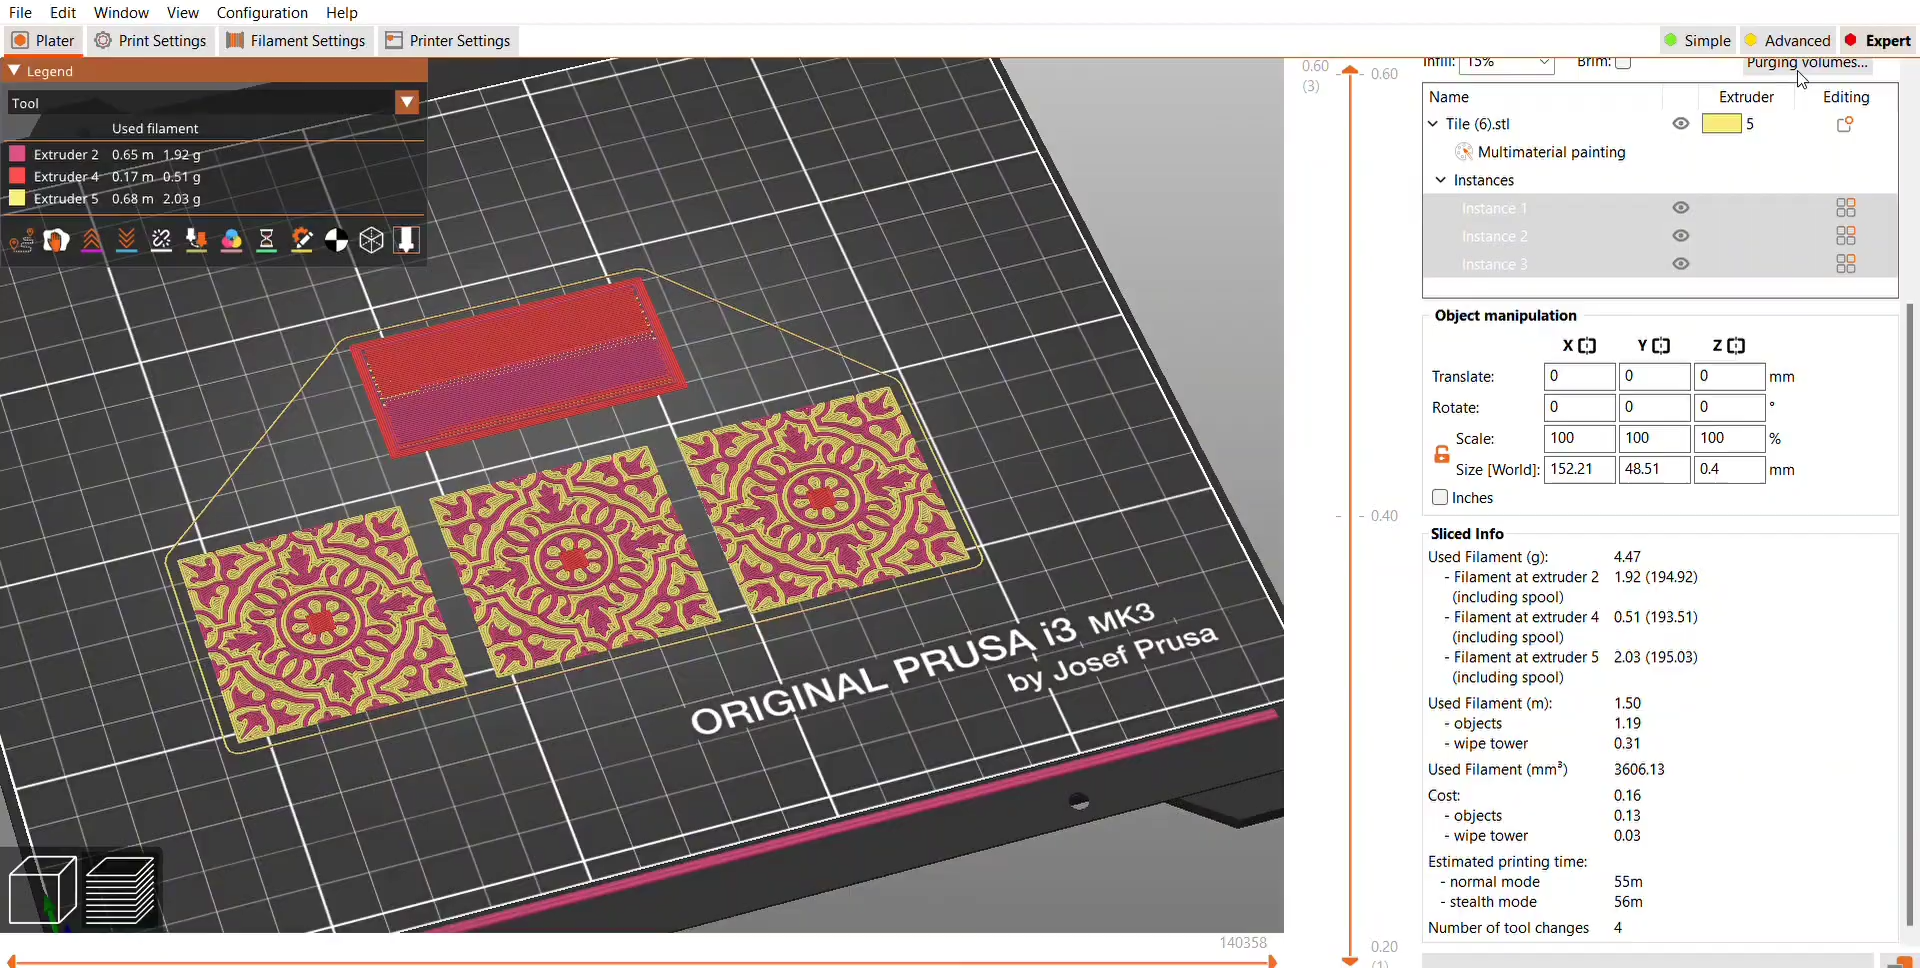 File Edit Window View Configuration Help
Plater Print Settings Filament Settings Printer Settings Simple Advanced Expert
Legend
Tool
Used filament
Extruder 2 0.65 m 1.92 g
Extruder 4 0.17 m 0.51 g
Extruder 5 0.68 m 2.03 g
ORIGINAL PRUSA i3 MK3
by Josef Prusa
0.60
(3)
0.60
0.40
0.20
(1)
140358
Infill: 15% Brim: Purging volumes...
Name Extruder Editing
Tile (6).stl 5
Multimaterial painting
Instances
Instance 1
Instance 2
Instance 3
Object manipulation
X Y Z
Translate: 0 0 0 mm
Rotate: 0 0 0 °
Scale: 100 100 100 %
Size [World]: 152.21 48.51 0.4 mm
Inches
Sliced Info
Used Filament (g): 4.47
- Filament at extruder 2 1.92 (194.92)
(including spool)
- Filament at extruder 4 0.51 (193.51)
(including spool)
- Filament at extruder 5 2.03 (195.03)
(including spool)
Used Filament (m): 1.50
- objects 1.19
- wipe tower 0.31
Used Filament (mm³) 3606.13
Cost: 0.16
- objects 0.13
- wipe tower 0.03
Estimated printing time:
- normal mode 55m
- stealth mode 56m
Number of tool changes 4